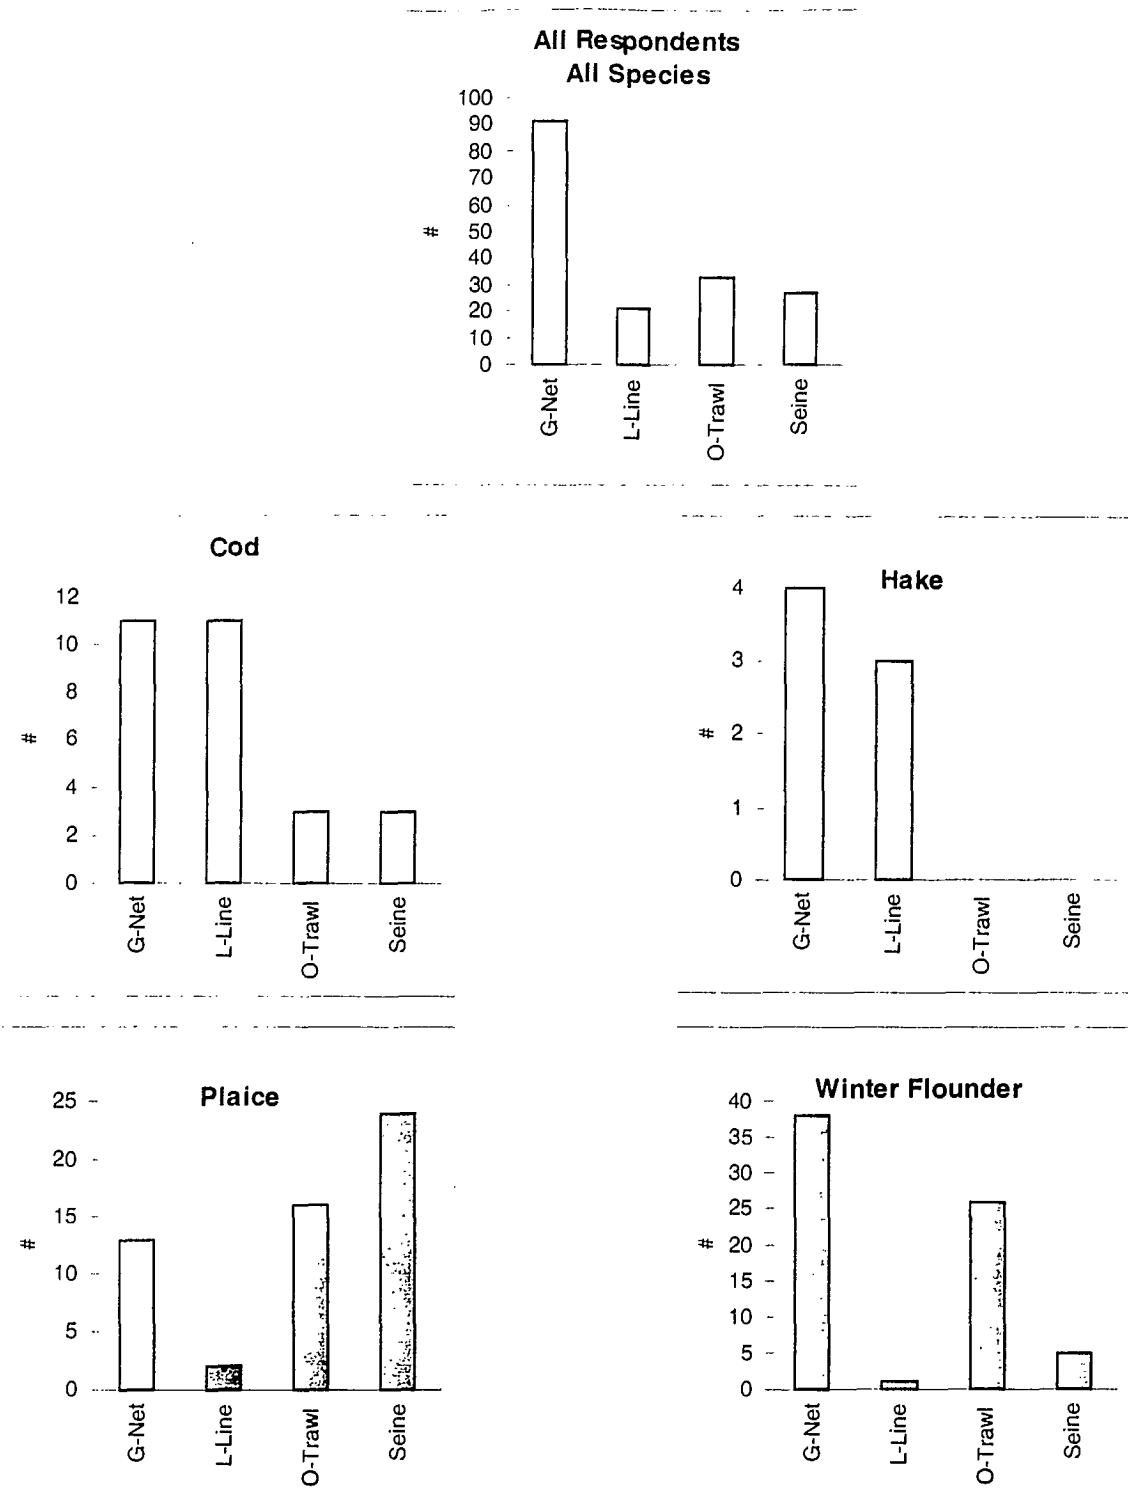 All Respondents
All Species
100
90
80
70
60
50
40
30
20
10
0
#
G-Net
L-Line
O-Trawl
Seine
Cod
12
10
8
6
4
2
0
#
G-Net
L-Line
O-Trawl
Seine
Hake
4
3
2
1
0
#
G-Net
L-Line
O-Trawl
Seine
Plaice
25
20
15
10
5
0
#
G-Net
L-Line
O-Trawl
Seine
Winter Flounder
40
35
30
25
20
15
10
5
0
#
G-Net
L-Line
O-Trawl
Seine